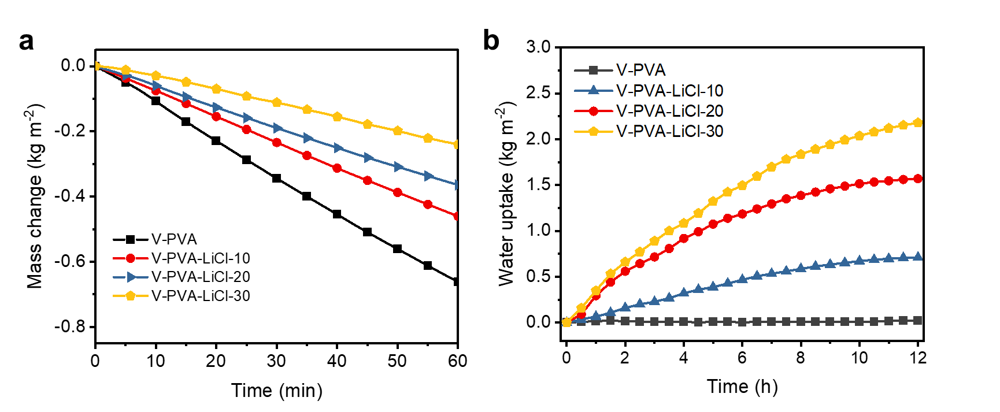 a
0.0
-0.2
-0.4
-0.6
-0.8
Mass change (kg m-2)
V-PVA
V-PVA-LiCl-10
V-PVA-LiCl-20
V-PVA-LiCl-30
0 10 20 30 40 50 60
Time (min)
b
3.0
2.5
2.0
1.5
1.0
0.5
0.0
Water uptake (kg m-2)
V-PVA
V-PVA-LiCl-10
V-PVA-LiCl-20
V-PVA-LiCl-30
0 2 4 6 8 10 12
Time (h)